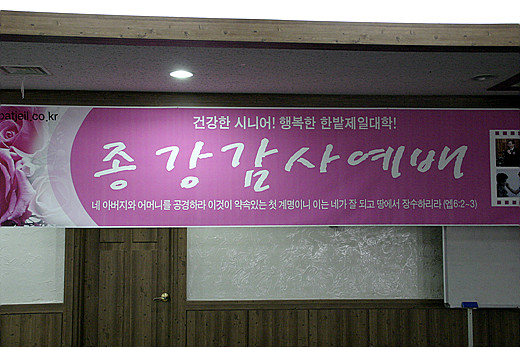 batjeil.co.kr
건강한 시니어! 행복한 한밭제일대학!
종강감사예배
네 아버지와 어머니를 공경하라 이것이 약속있는 첫 계명이니 이는 네가 잘 되고 땅에서 장수하리라 (엡6:2~3)